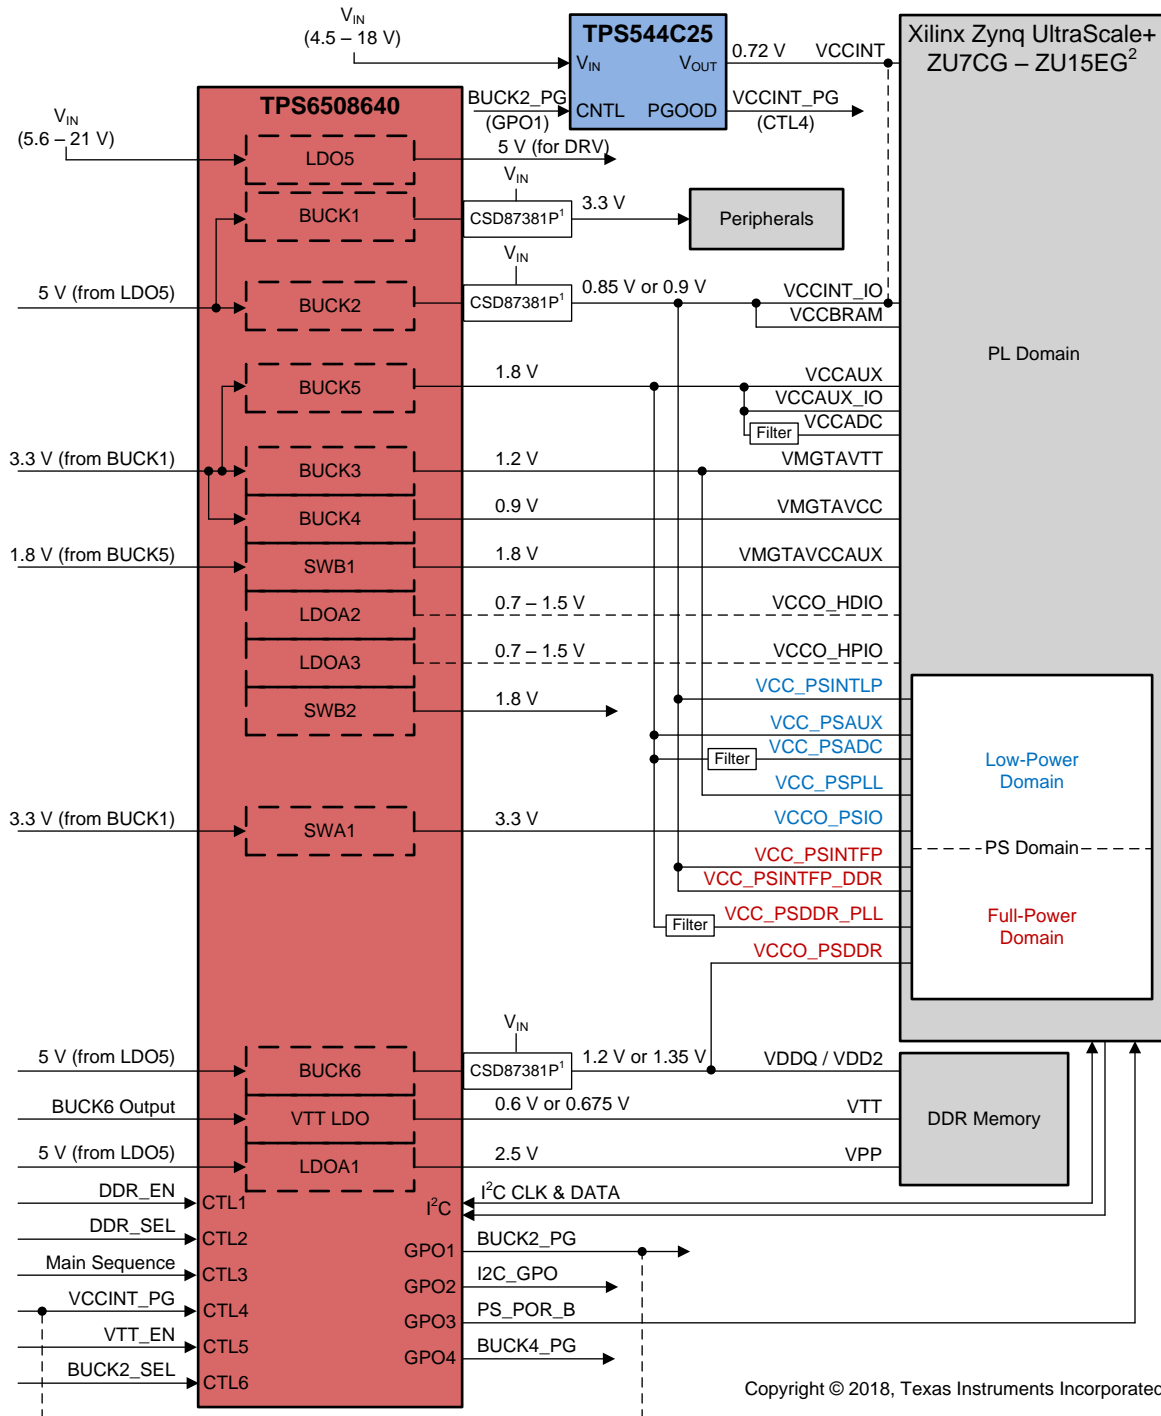 V_IN
(4.5 – 18 V)
TPS544C25
V_IN
V_OUT
0.72 V
VCCINT
Xilinx Zynq UltraScale+
ZU7CG – ZU15EG²
BUCK2_PG
(GPO1)
CNTL
PGOOD
VCCINT_PG
(CTL4)
TPS6508640
V_IN
(5.6 – 21 V)
LDO5
5 V (for DRV)
V_IN
BUCK1
CSD87381P¹
3.3 V
Peripherals
V_IN
5 V (from LDO5)
BUCK2
CSD87381P¹
0.85 V or 0.9 V
VCCINT_IO
VCCBRAM
PL Domain
BUCK5
1.8 V
VCCAUX
VCCAUX_IO
Filter
VCCADC
3.3 V (from BUCK1)
BUCK3
1.2 V
VMGTAVTT
BUCK4
0.9 V
VMGTAVCC
1.8 V (from BUCK5)
SWB1
1.8 V
VMGTAVCCAUX
LDOA2
0.7 – 1.5 V
VCCO_HDIO
LDOA3
0.7 – 1.5 V
VCCO_HPIO
VCC_PSINTLP
SWB2
1.8 V
VCC_PSAUX
Filter
VCC_PSADC
Low-Power
Domain
VCC_PSPLL
3.3 V (from BUCK1)
SWA1
3.3 V
VCCO_PSIO
PS Domain
VCC_PSINTFP
VCC_PSINTFP_DDR
Filter
VCC_PSDDR_PLL
Full-Power
Domain
VCCO_PSDDR
V_IN
5 V (from LDO5)
BUCK6
CSD87381P¹
1.2 V or 1.35 V
VDDQ / VDD2
BUCK6 Output
VTT LDO
0.6 V or 0.675 V
VTT
DDR Memory
5 V (from LDO5)
LDOA1
2.5 V
VPP
DDR_EN
CTL1
I²C
I²C CLK & DATA
DDR_SEL
CTL2
GPO1
BUCK2_PG
Main Sequence
CTL3
GPO2
I2C_GPO
VCCINT_PG
CTL4
GPO3
PS_POR_B
VTT_EN
CTL5
GPO4
BUCK4_PG
BUCK2_SEL
CTL6
Copyright © 2018, Texas Instruments Incorporated